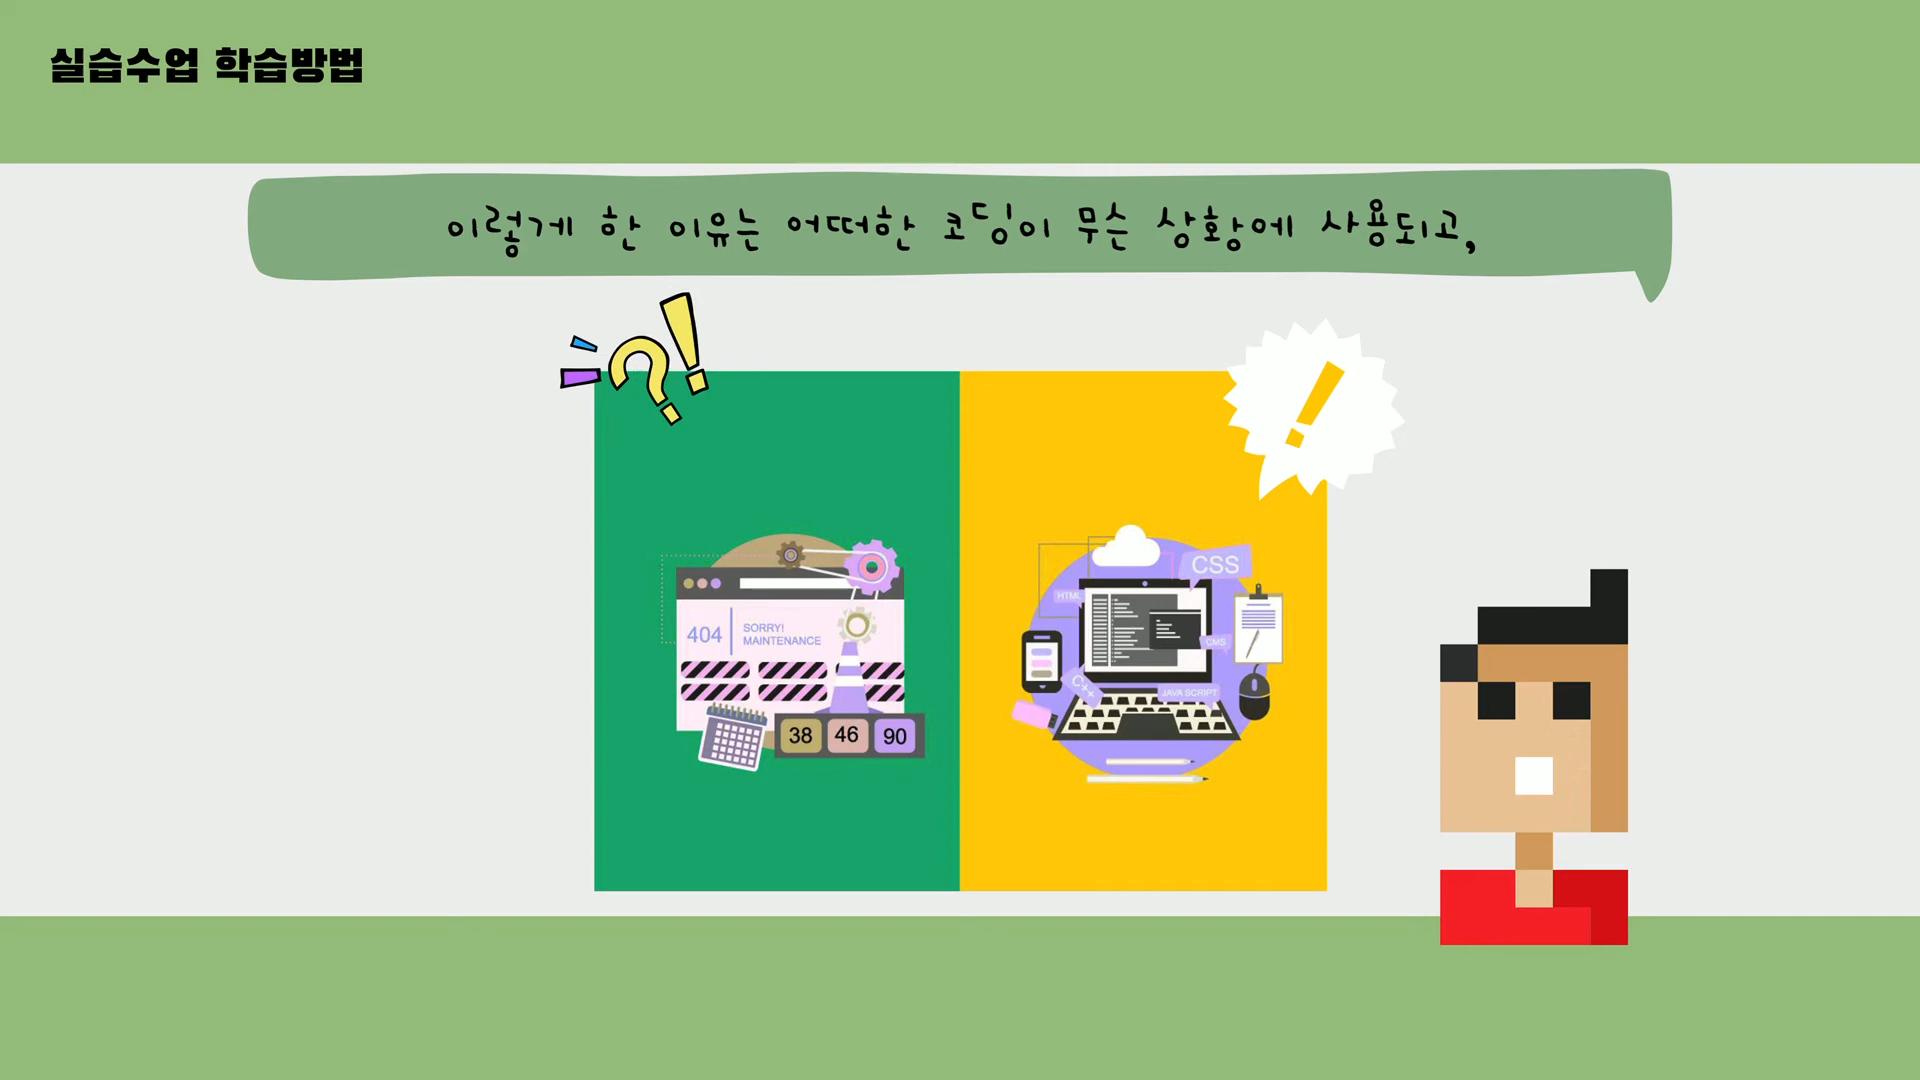 실습수업 학습방법
이렇게 한 이유는 어떠한 코딩이 무슨 상황에 사용되고,
404
SORRY!
MAINTENANCE
38 46 90
CSS
HTML
CMS
C++
JAVA SCRIPT